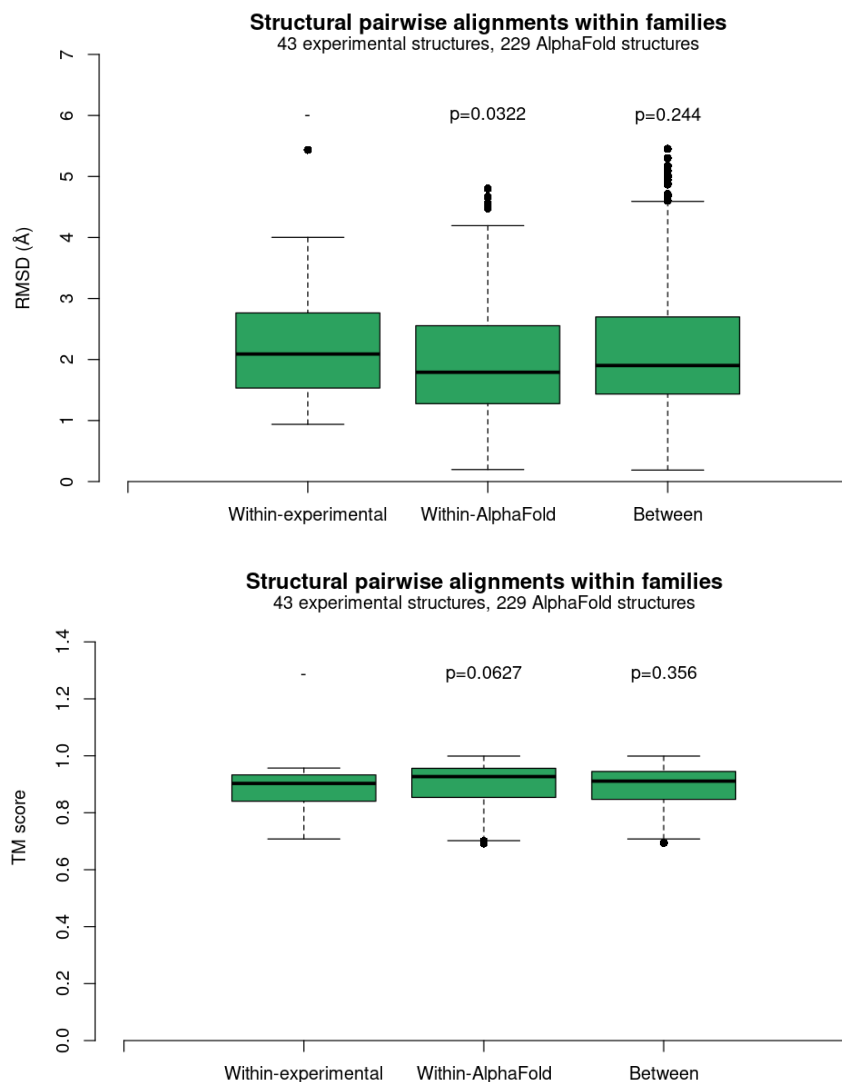 Structural pairwise alignments within families
43 experimental structures, 229 AlphaFold structures
7
6
5
4
3
2
1
0
RMSD (Å)
- p=0.0322 p=0.244
Within-experimental Within-AlphaFold Between
Structural pairwise alignments within families
43 experimental structures, 229 AlphaFold structures
1.4
1.2
1.0
0.8
0.6
0.4
0.2
0.0
TM score
- p=0.0627 p=0.356
Within-experimental Within-AlphaFold Between